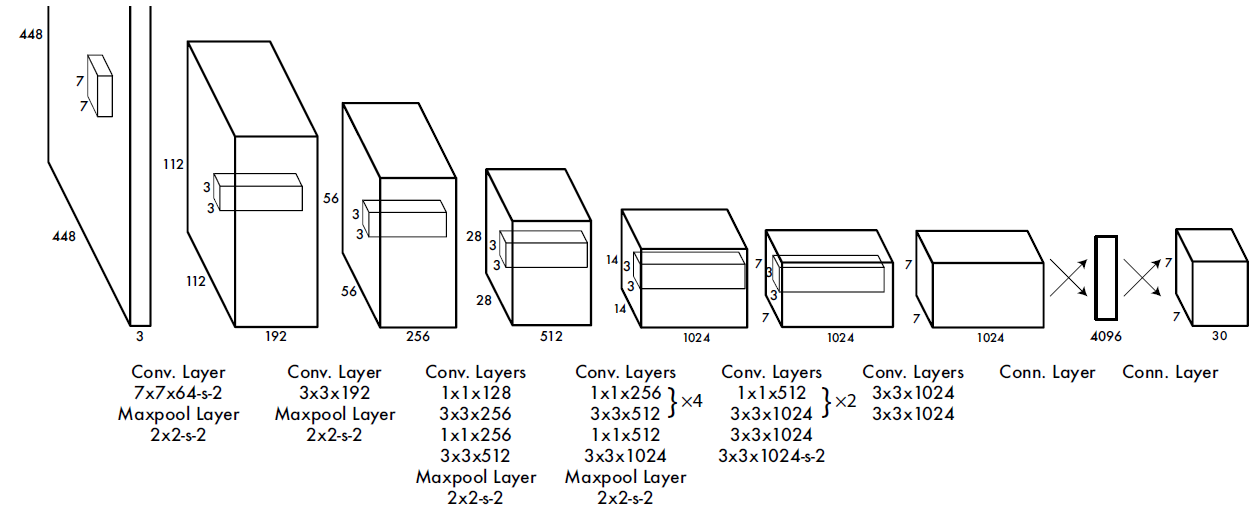 448
7
7
448
3
112
3
3
112
192
56
3
3
56
256
28
3
3
28
512
14
3
3
14
1024
7
3
3
7
1024
7
7
1024
4096
7
7
30
Conv. Layer
7x7x64-s-2
Maxpool Layer
2x2-s-2
Conv. Layer
3x3x192
Maxpool Layer
2x2-s-2
Conv. Layers
1x1x128
3x3x256
1x1x256
3x3x512
Maxpool Layer
2x2-s-2
Conv. Layers
1x1x256
3x3x512
}×4
1x1x512
3x3x1024
Maxpool Layer
2x2-s-2
Conv. Layers
1x1x512
3x3x1024
}×2
3x3x1024
3x3x1024-s-2
Conv. Layers
3x3x1024
3x3x1024
Conn. Layer
Conn. Layer